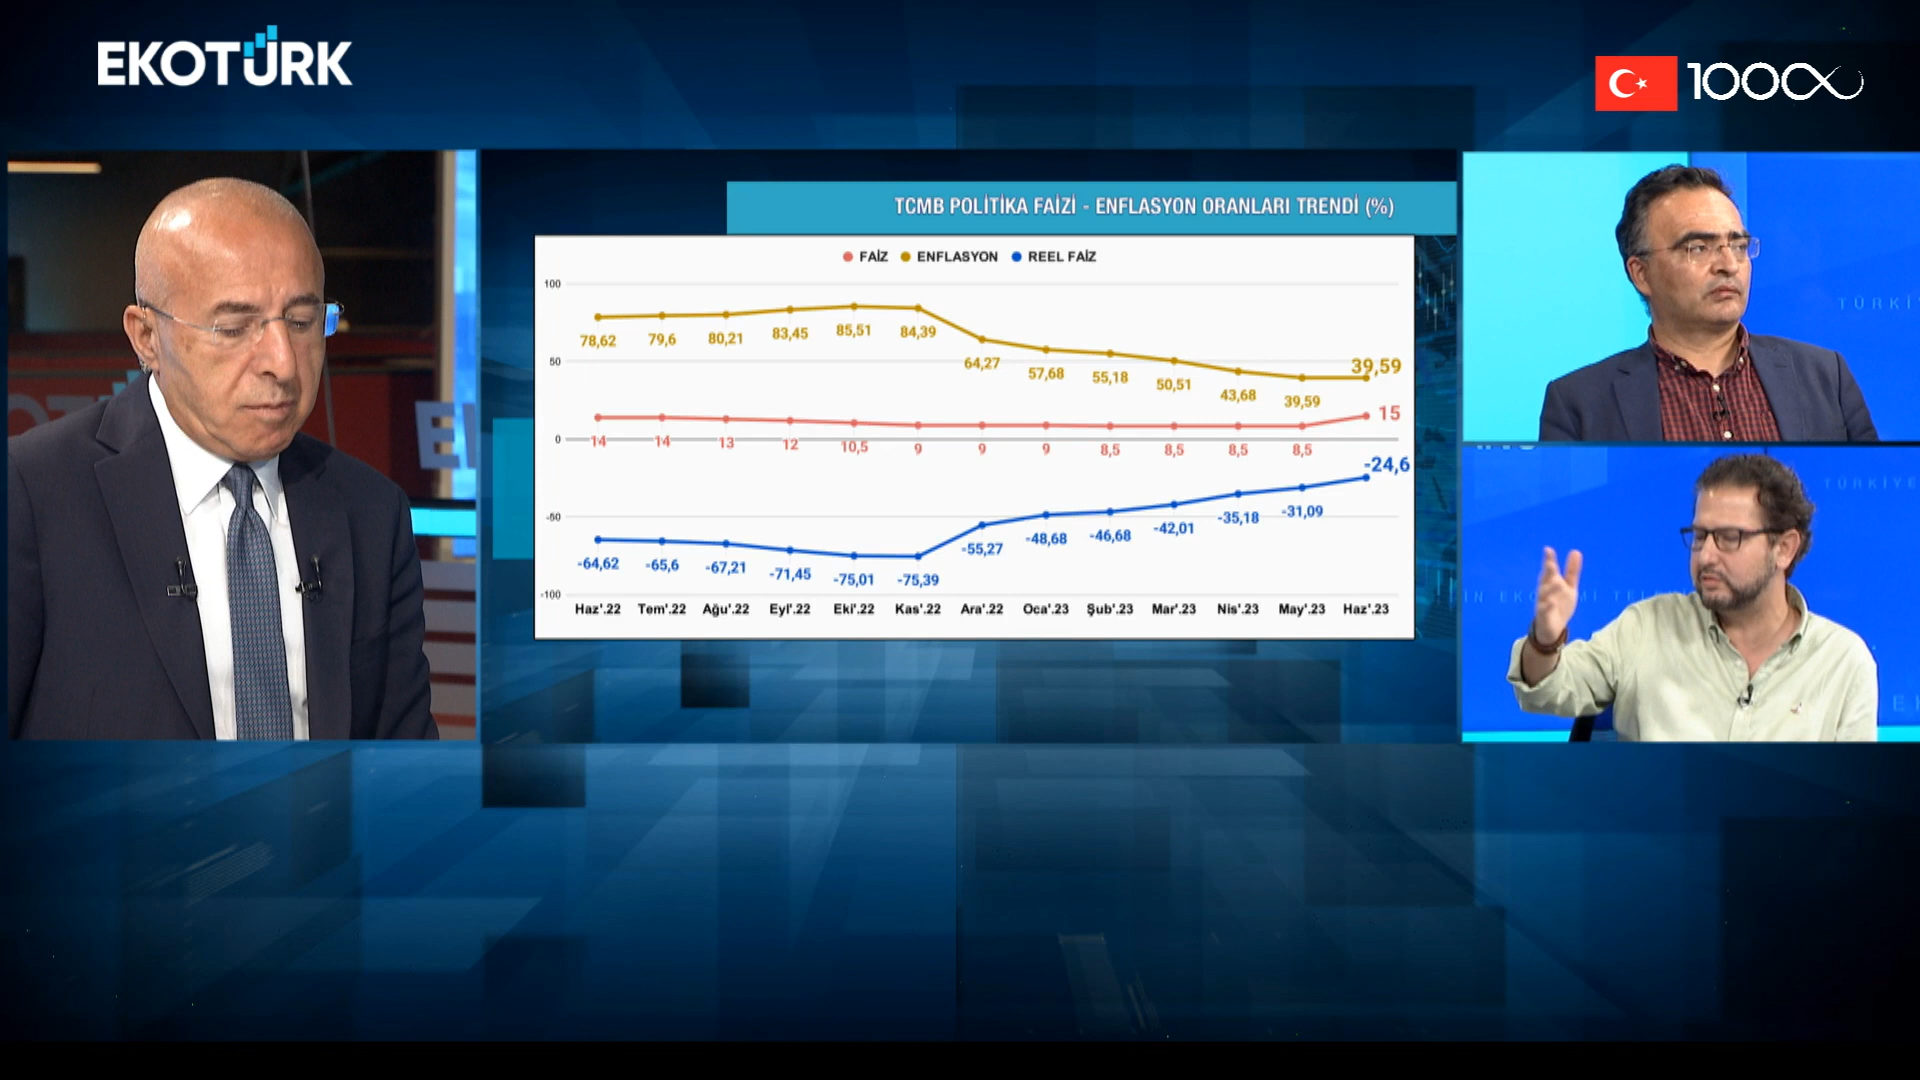 EKOTÜRK
100
TCMB POLİTİKA FAİZİ - ENFLASYON ORANLARI TRENDİ (%)
FAİZ ENFLASYON REEL FAİZ
100
50
0
-50
-100
78,62 79,6 80,21 83,45 85,51 84,39 64,27 57,68 55,18 50,51 43,68 39,59 39,59
14 14 13 12 10,5 9 9 9 8,5 8,5 8,5 8,5 15
-64,62 -65,6 -67,21 -71,45 -75,01 -75,39 -55,27 -48,68 -46,68 -42,01 -35,18 -31,09 -24,6
Haz'.22 Tem'.22 Ağu'.22 Eyl'.22 Eki'.22 Kas'.22 Ara'.22 Oca'.23 Şub'.23 Mar'.23 Nis'.23 May'.23 Haz'.23